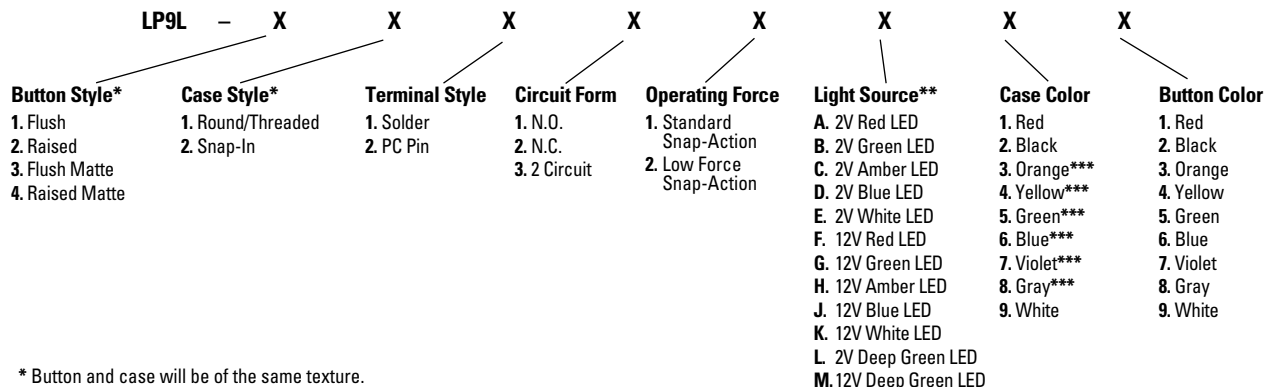 LP9L – X X X X X X X X
Button Style*
1. Flush
2. Raised
3. Flush Matte
4. Raised Matte
Case Style*
1. Round/Threaded
2. Snap-In
Terminal Style
1. Solder
2. PC Pin
Circuit Form
1. N.O.
2. N.C.
3. 2 Circuit
Operating Force
1. Standard
Snap-Action
2. Low Force
Snap-Action
Light Source**
A. 2V Red LED
B. 2V Green LED
C. 2V Amber LED
D. 2V Blue LED
E. 2V White LED
F. 12V Red LED
G. 12V Green LED
H. 12V Amber LED
J. 12V Blue LED
K. 12V White LED
L. 2V Deep Green LED
M. 12V Deep Green LED
Case Color
1. Red
2. Black
3. Orange***
4. Yellow***
5. Green***
6. Blue***
7. Violet***
8. Gray***
9. White
Button Color
1. Red
2. Black
3. Orange
4. Yellow
5. Green
6. Blue
7. Violet
8. Gray
9. White
* Button and case will be of the same texture.